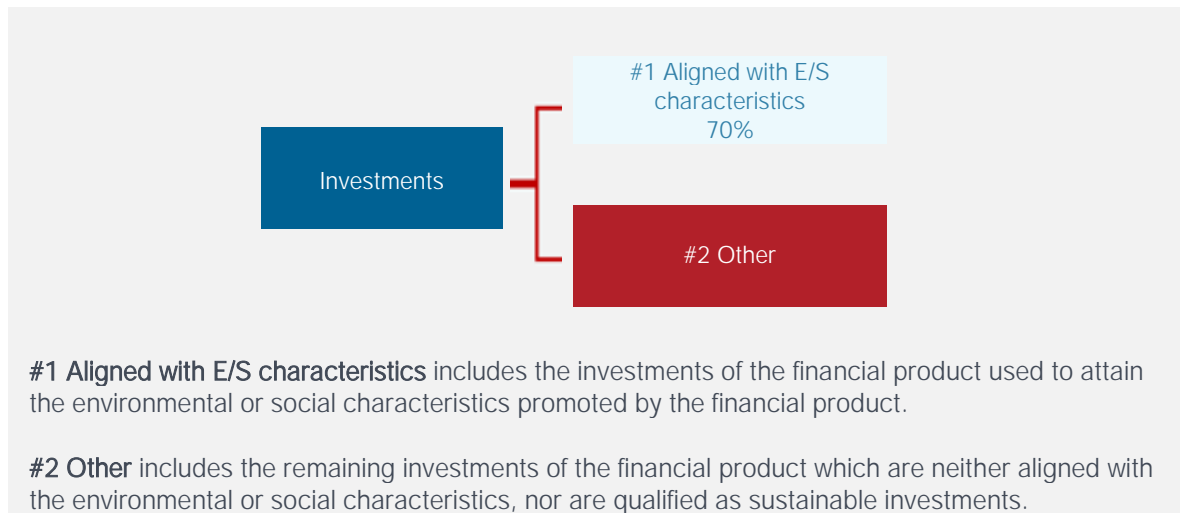 #1 Aligned with E/S
characteristics
70%
Investments
#2 Other
#1 Aligned with E/S characteristics includes the investments of the financial product used to attain
the environmental or social characteristics promoted by the financial product.
#2 Other includes the remaining investments of the financial product which are neither aligned with
the environmental or social characteristics, nor are qualified as sustainable investments.